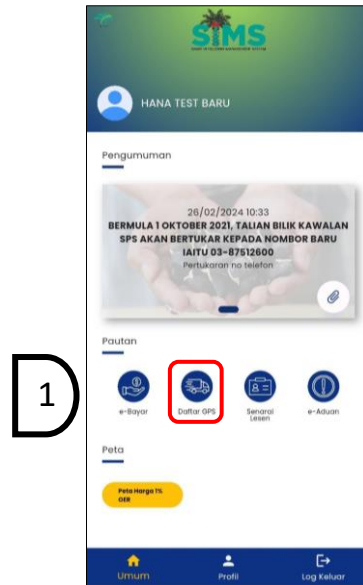 SIMS
HANA TEST BARU
Pengumuman
26/02/2024 10:33
BERMULA 1 OKTOBER 2021, TALIAN BILIK KAWALAN
SPS AKAN BERTUKAR KEPADA NOMBOR BARU
IAITU 03-87512600
Pertukaran no telefon
Pautan
1
e-Bayar
Daftar GPS
Senarai
Lesen
e-Aduan
Peta
Peta Harga 1%
OER
Umum
Profil
Log Keluar